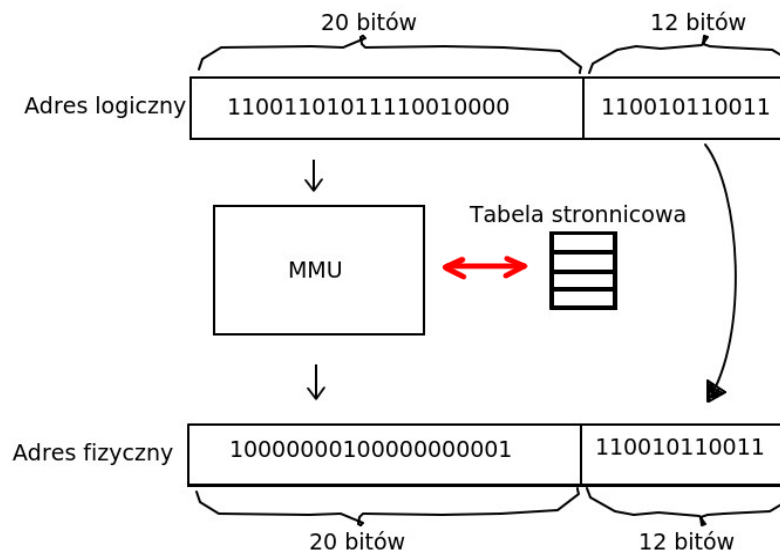 20 bitów 12 bitów
Adres logiczny 11001101011110010000 110010110011
Tabela stronnicowa
MMU
Adres fizyczny 10000000100000000001 110010110011
20 bitów 12 bitów